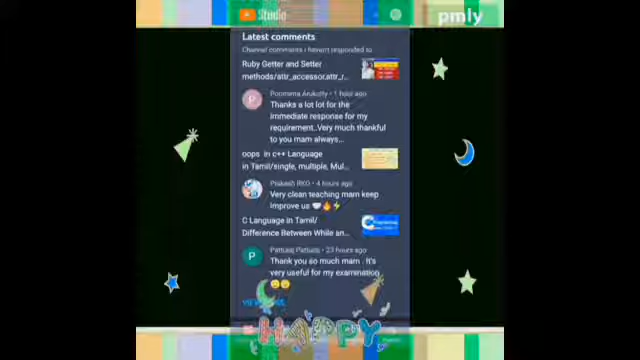 Studio
pmly
Latest comments
Channel comments I haven't responded to
Ruby Getter and Setter
methods/attr_accessor,attr_r...
Poornima Arukutty • 1 hour ago
Thanks a lot lot for the
immediate response for my
requirement..Very much thankful
to you mam always...
oops in c++ Language
in Tamil/single, multiple, Mul...
Prakash RKO • 4 hours ago
Very clean teaching mam keep
improve us
C Language in Tamil/
Difference Between While an...
P
23 hours ago
Thank you so much mam . It's
very useful for my examination
HAPPY